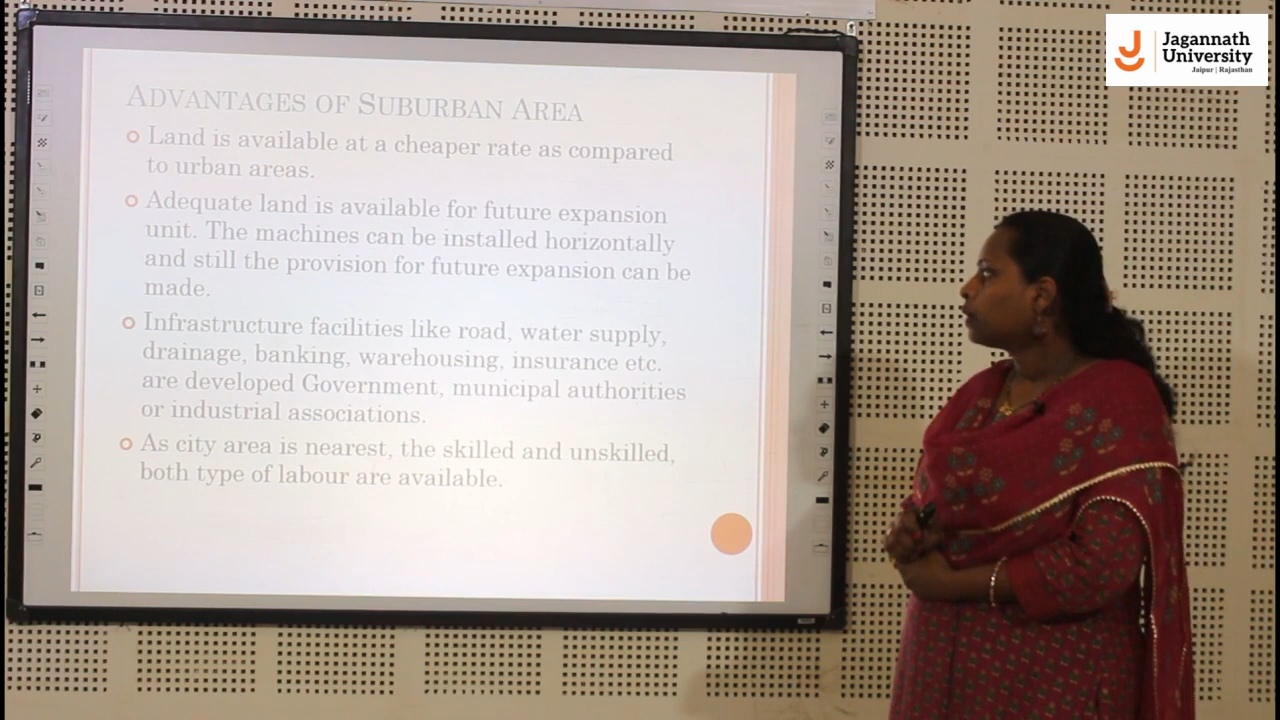 Jagannath
University
Jaipur | Rajasthan
ADVANTAGES OF SUBURBAN AREA
Land is available at a cheaper rate as compared
to urban areas.
Adequate land is available for future expansion
unit. The machines can be installed horizontally
and still the provision for future expansion can be
made.
Infrastructure facilities like road, water supply,
drainage, banking, warehousing, insurance etc.
are developed Government, municipal authorities
or industrial associations.
As city area is nearest, the skilled and unskilled,
both type of labour are available.